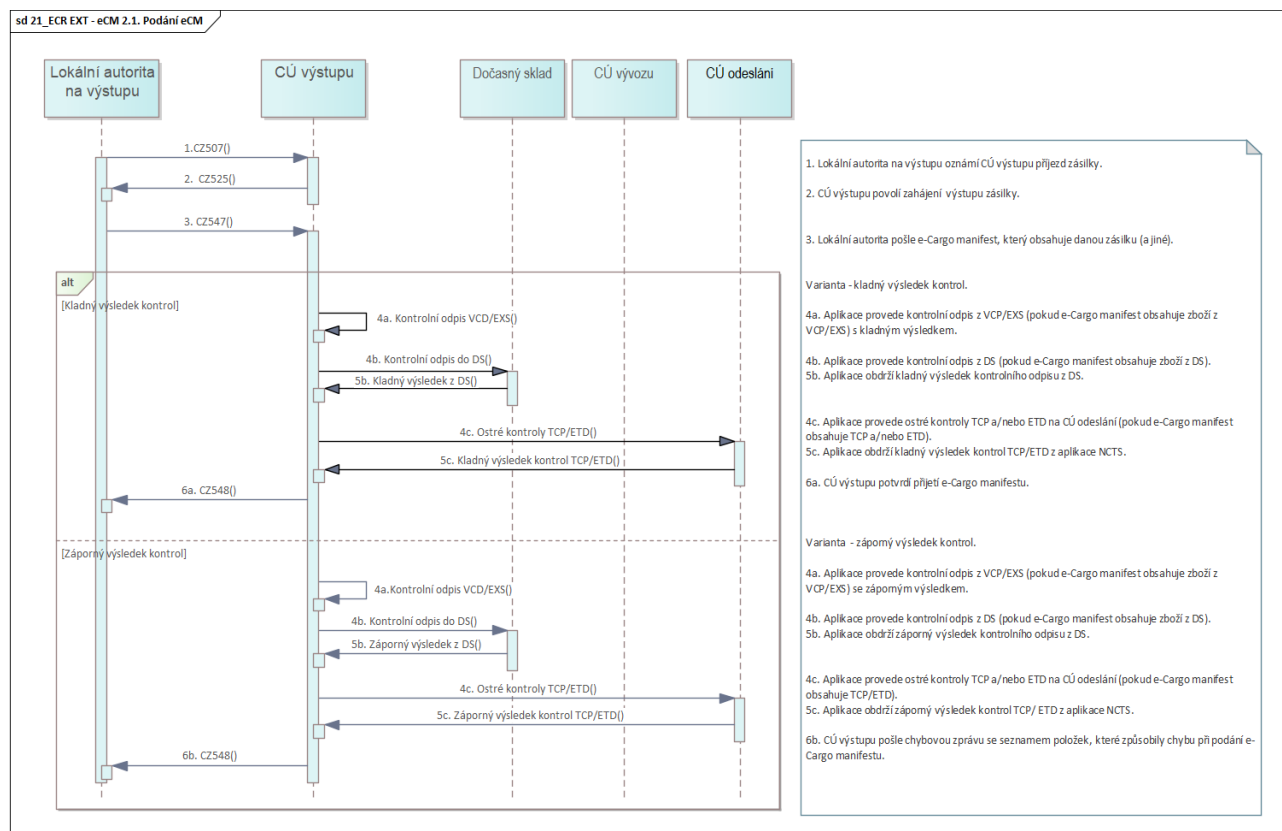 sd 21_ECR EXT - eCM 2.1. Podání eCM
Lokální autorita
na výstupu
CÚ výstupu
Dočasný sklad
CÚ vývozu
CÚ odesláni
1.CZ507()
2. CZ525()
3. CZ547()
alt
[Kladný výsledek kontrol]
4a. Kontrolní odpis VCD/EXS()
4b. Kontrolní odpis do DS()
5b. Kladný výsledek z DS()
4c. Ostré kontroly TCP/ETD()
5c. Kladný výsledek kontrol TCP/ETD()
6a. CZ548()
[Záporný výsledek kontrol]
4a.Kontrolní odpis VCD/EXS()
4b. Kontrolní odpis do DS()
5b. Záporný výsledek z DS()
4c. Ostré kontroly TCP/ETD()
5c. Záporný výsledek kontrol TCP/ETD()
6b. CZ548()
1. Lokální autorita na výstupu oznámí CÚ výstupu příjezd zásilky.
2. CÚ výstupu povolí zahájení výstupu zásilky.
3. Lokální autorita pošle e-Cargo manifest, který obsahuje danou zásilku (a jiné).
Varianta - kladný výsledek kontrol.
4a. Aplikace provede kontrolní odpis z VCP/EXS (pokud e-Cargo manifest obsahuje zboží z
VCP/EXS) s kladným výsledkem.
4b. Aplikace provede kontrolní odpis z DS (pokud e-Cargo manifest obsahuje zboží z DS).
5b. Aplikace obdrží kladný výsledek kontrolního odpisu z DS.
4c. Aplikace provede ostré kontroly TCP a/nebo ETD na CÚ odeslání (pokud e-Cargo manifest
obsahuje TCP a/nebo ETD).
5c. Aplikace obdrží kladný výsledek kontrol TCP/ETD z aplikace NCTS.
6a. CÚ výstupu potvrdí přijetí e-Cargo manifestu.
Varianta - záporný výsledek kontrol.
4a. Aplikace provede kontrolní odpis z VCP/EXS (pokud e-Cargo manifest obsahuje zboží z
VCP/EXS) se záporným výsledkem.
4b. Aplikace provede kontrolní odpis z DS (pokud e-Cargo manifest obsahuje zboží z DS).
5b. Aplikace obdrží záporný výsledek kontrolního odpisu z DS.
4c. Aplikace provede ostré kontroly TCP a/nebo ETD na CÚ odeslání (pokud e-Cargo manifest
obsahuje TCP/ETD).
5c. Aplikace obdrží záporný výsledek kontrol TCP/ ETD z aplikace NCTS.
6b. CÚ výstupu pošle chybovou zprávu se seznamem položek, které způsobily chybu při podání e-
Cargo manifestu.